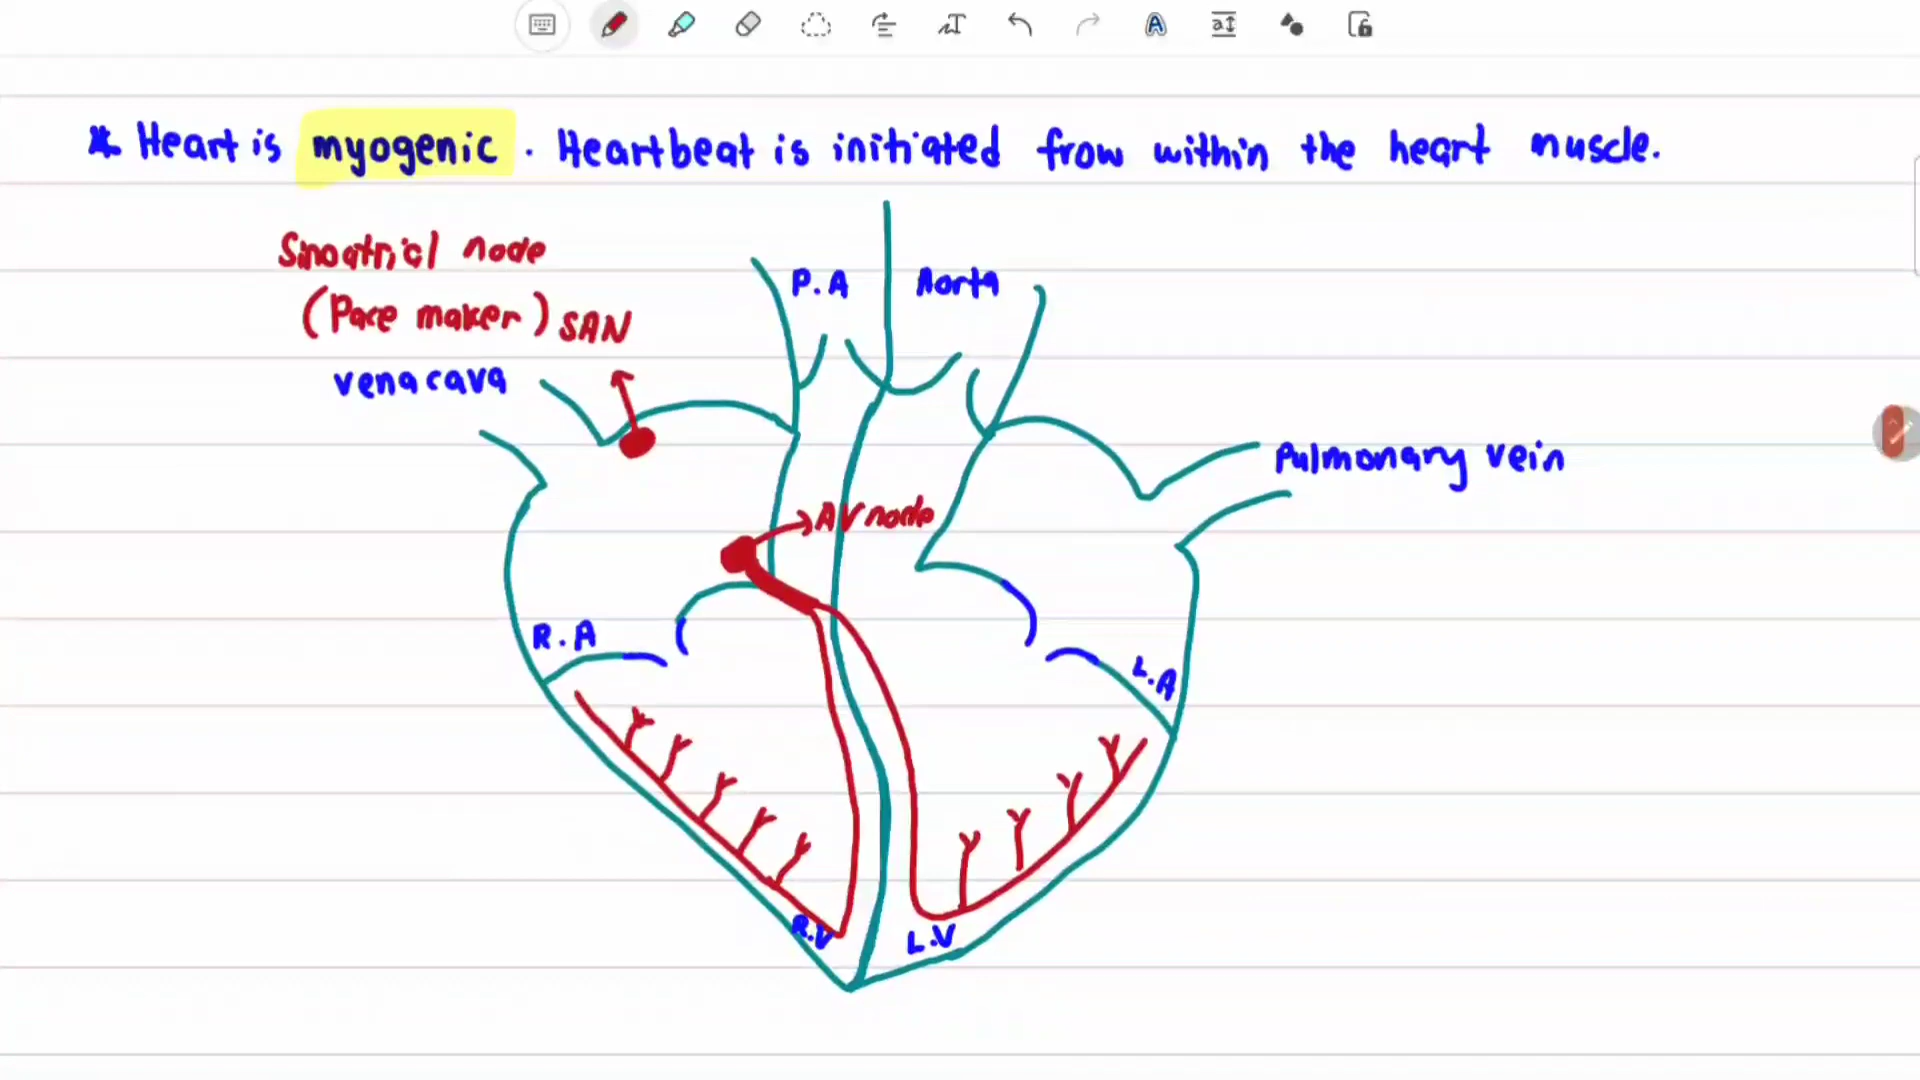 * Heart is myogenic. Heartbeat is initiated from within the heart muscle.
Sinoatrial node
(Pace maker) SAN
P.A
Aorta
vena cava
Pulmonary vein
AV node
R.A
L.A
R.V
L.V